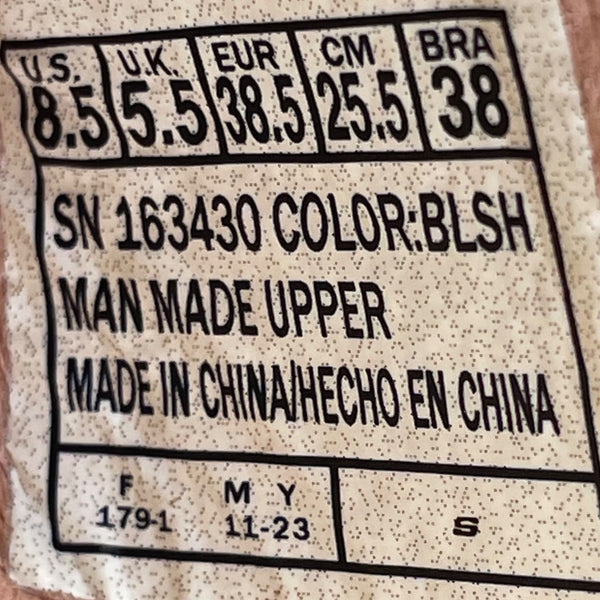 U.S. U.K. EUR CM BRA
8.5 5.5 38.5 25.5 38
SN 163430 COLOR:BLSH
MAN MADE UPPER
MADE IN CHINA/HECHO EN CHINA
F M Y
179-1 11-23 S